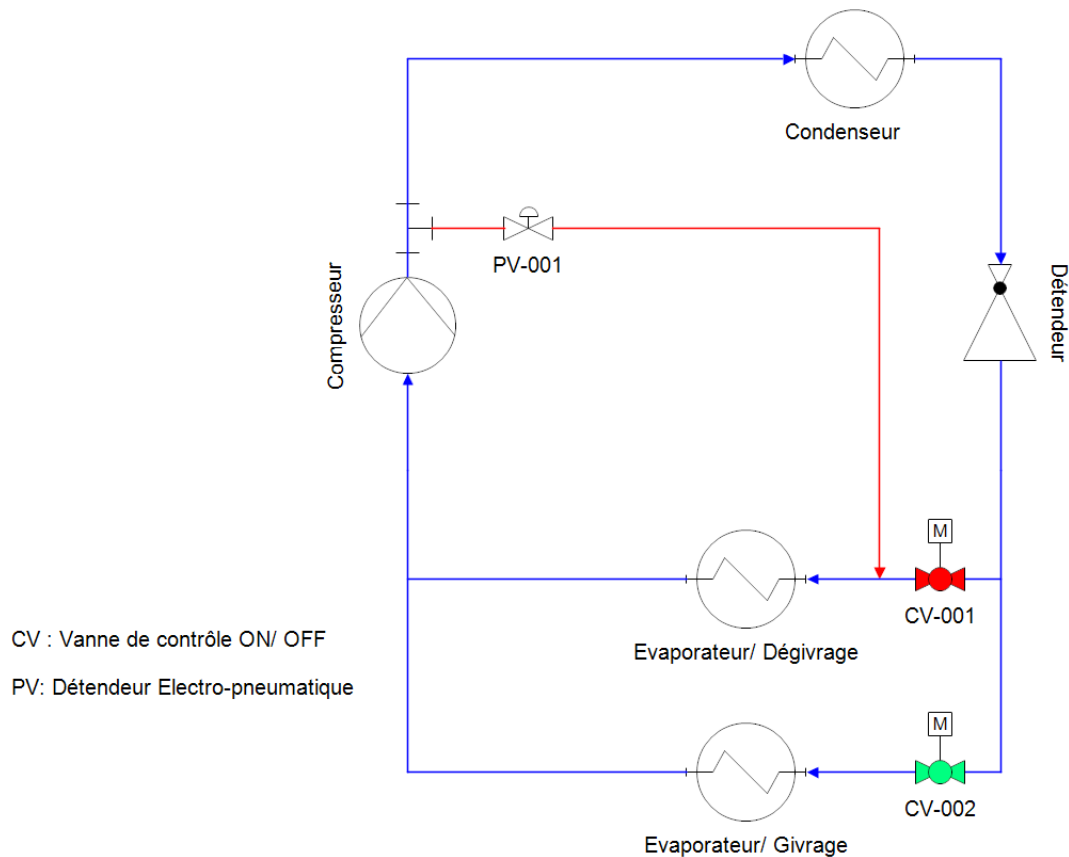 Condenseur
PV-001
Compresseur
Détendeur
M
CV-001
Evaporateur/ Dégivrage
CV : Vanne de contrôle ON/ OFF
PV: Détendeur Electro-pneumatique
M
CV-002
Evaporateur/ Givrage